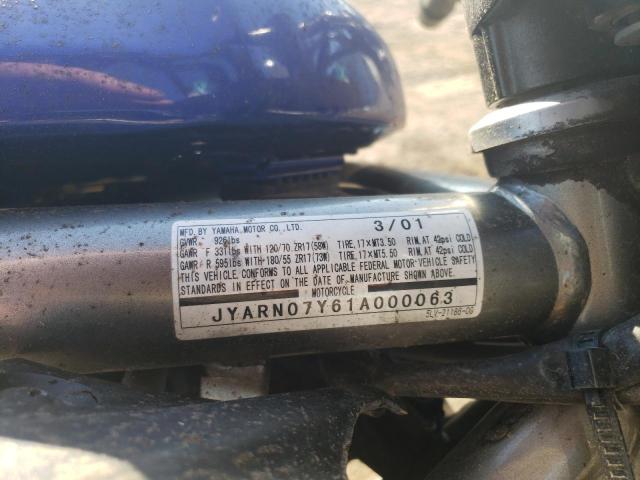 MFD. BY YAMAHA MOTOR CO., LTD. 3/01
GVWR 926lbs
GAWR F 331lbs WITH 120/70 ZR17(58W) TIRE, 17×MT3.50 RIM, AT 42psi COLD
GAWR R 595lbs WITH 180/55 ZR17(73W) TIRE, 17×MT5.50 RIM, AT 42psi COLD
THIS VEHICLE CONFORMS TO ALL APPLICABLE FEDERAL MOTOR-VEHICLE SAFETY
STANDARDS IN EFFECT ON THE DATE OF MANUFACTURE SHOWN ABOVE.
MOTORCYCLE
JYARN07Y61A000063
5LV-21186-00